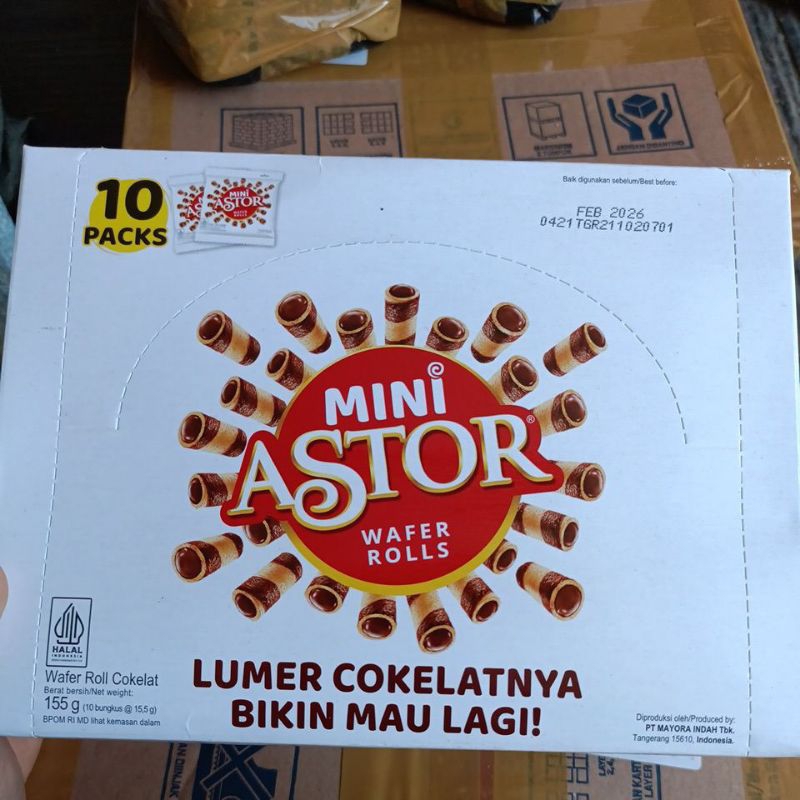 10
PACKS
MINI
ASTOR
WAFER
ROLLS
Baik digunakan sebelum/Best before:
FEB 2026
0421TGR211020701
MINI
ASTOR®
WAFER
ROLLS
HALAL
INDONESIA
Wafer Roll Cokelat
Berat bersih/Net weight:
155 g (10 bungkus @ 15,5 g)
BPOM RI MD lihat kemasan dalam
LUMER COKELATNYA
BIKIN MAU LAGI!
Diproduksi oleh/Produced by:
PT MAYORA INDAH Tbk.
Tangerang 15610, Indonesia.